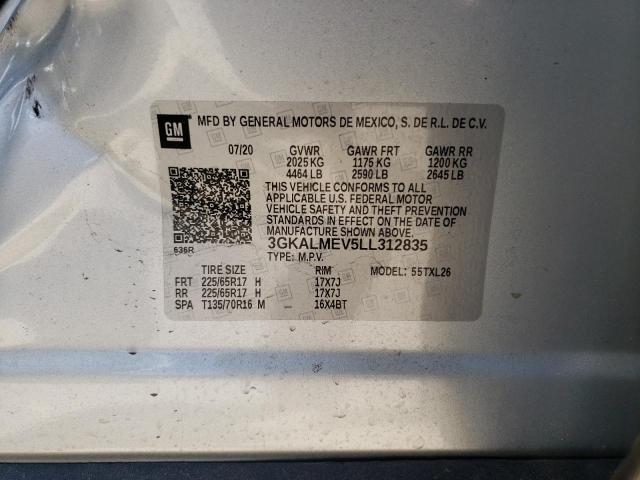 GM
MFD BY GENERAL MOTORS DE MEXICO, S. DE R.L. DE C.V.
07/20 GVWR GAWR FRT GAWR RR
2025 KG 1175 KG 1200 KG
4464 LB 2590 LB 2645 LB
THIS VEHICLE CONFORMS TO ALL
APPLICABLE U.S. FEDERAL MOTOR
VEHICLE SAFETY AND THEFT PREVENTION
STANDARDS IN EFFECT ON THE DATE OF
MANUFACTURE SHOWN ABOVE.
636R 3GKALMEV5LL312835
TYPE: M.P.V.
TIRE SIZE RIM MODEL: 55TXL26
FRT 225/65R17 H 17X7J
RR 225/65R17 H 17X7J
SPA T135/70R16 M _ 16X4BT